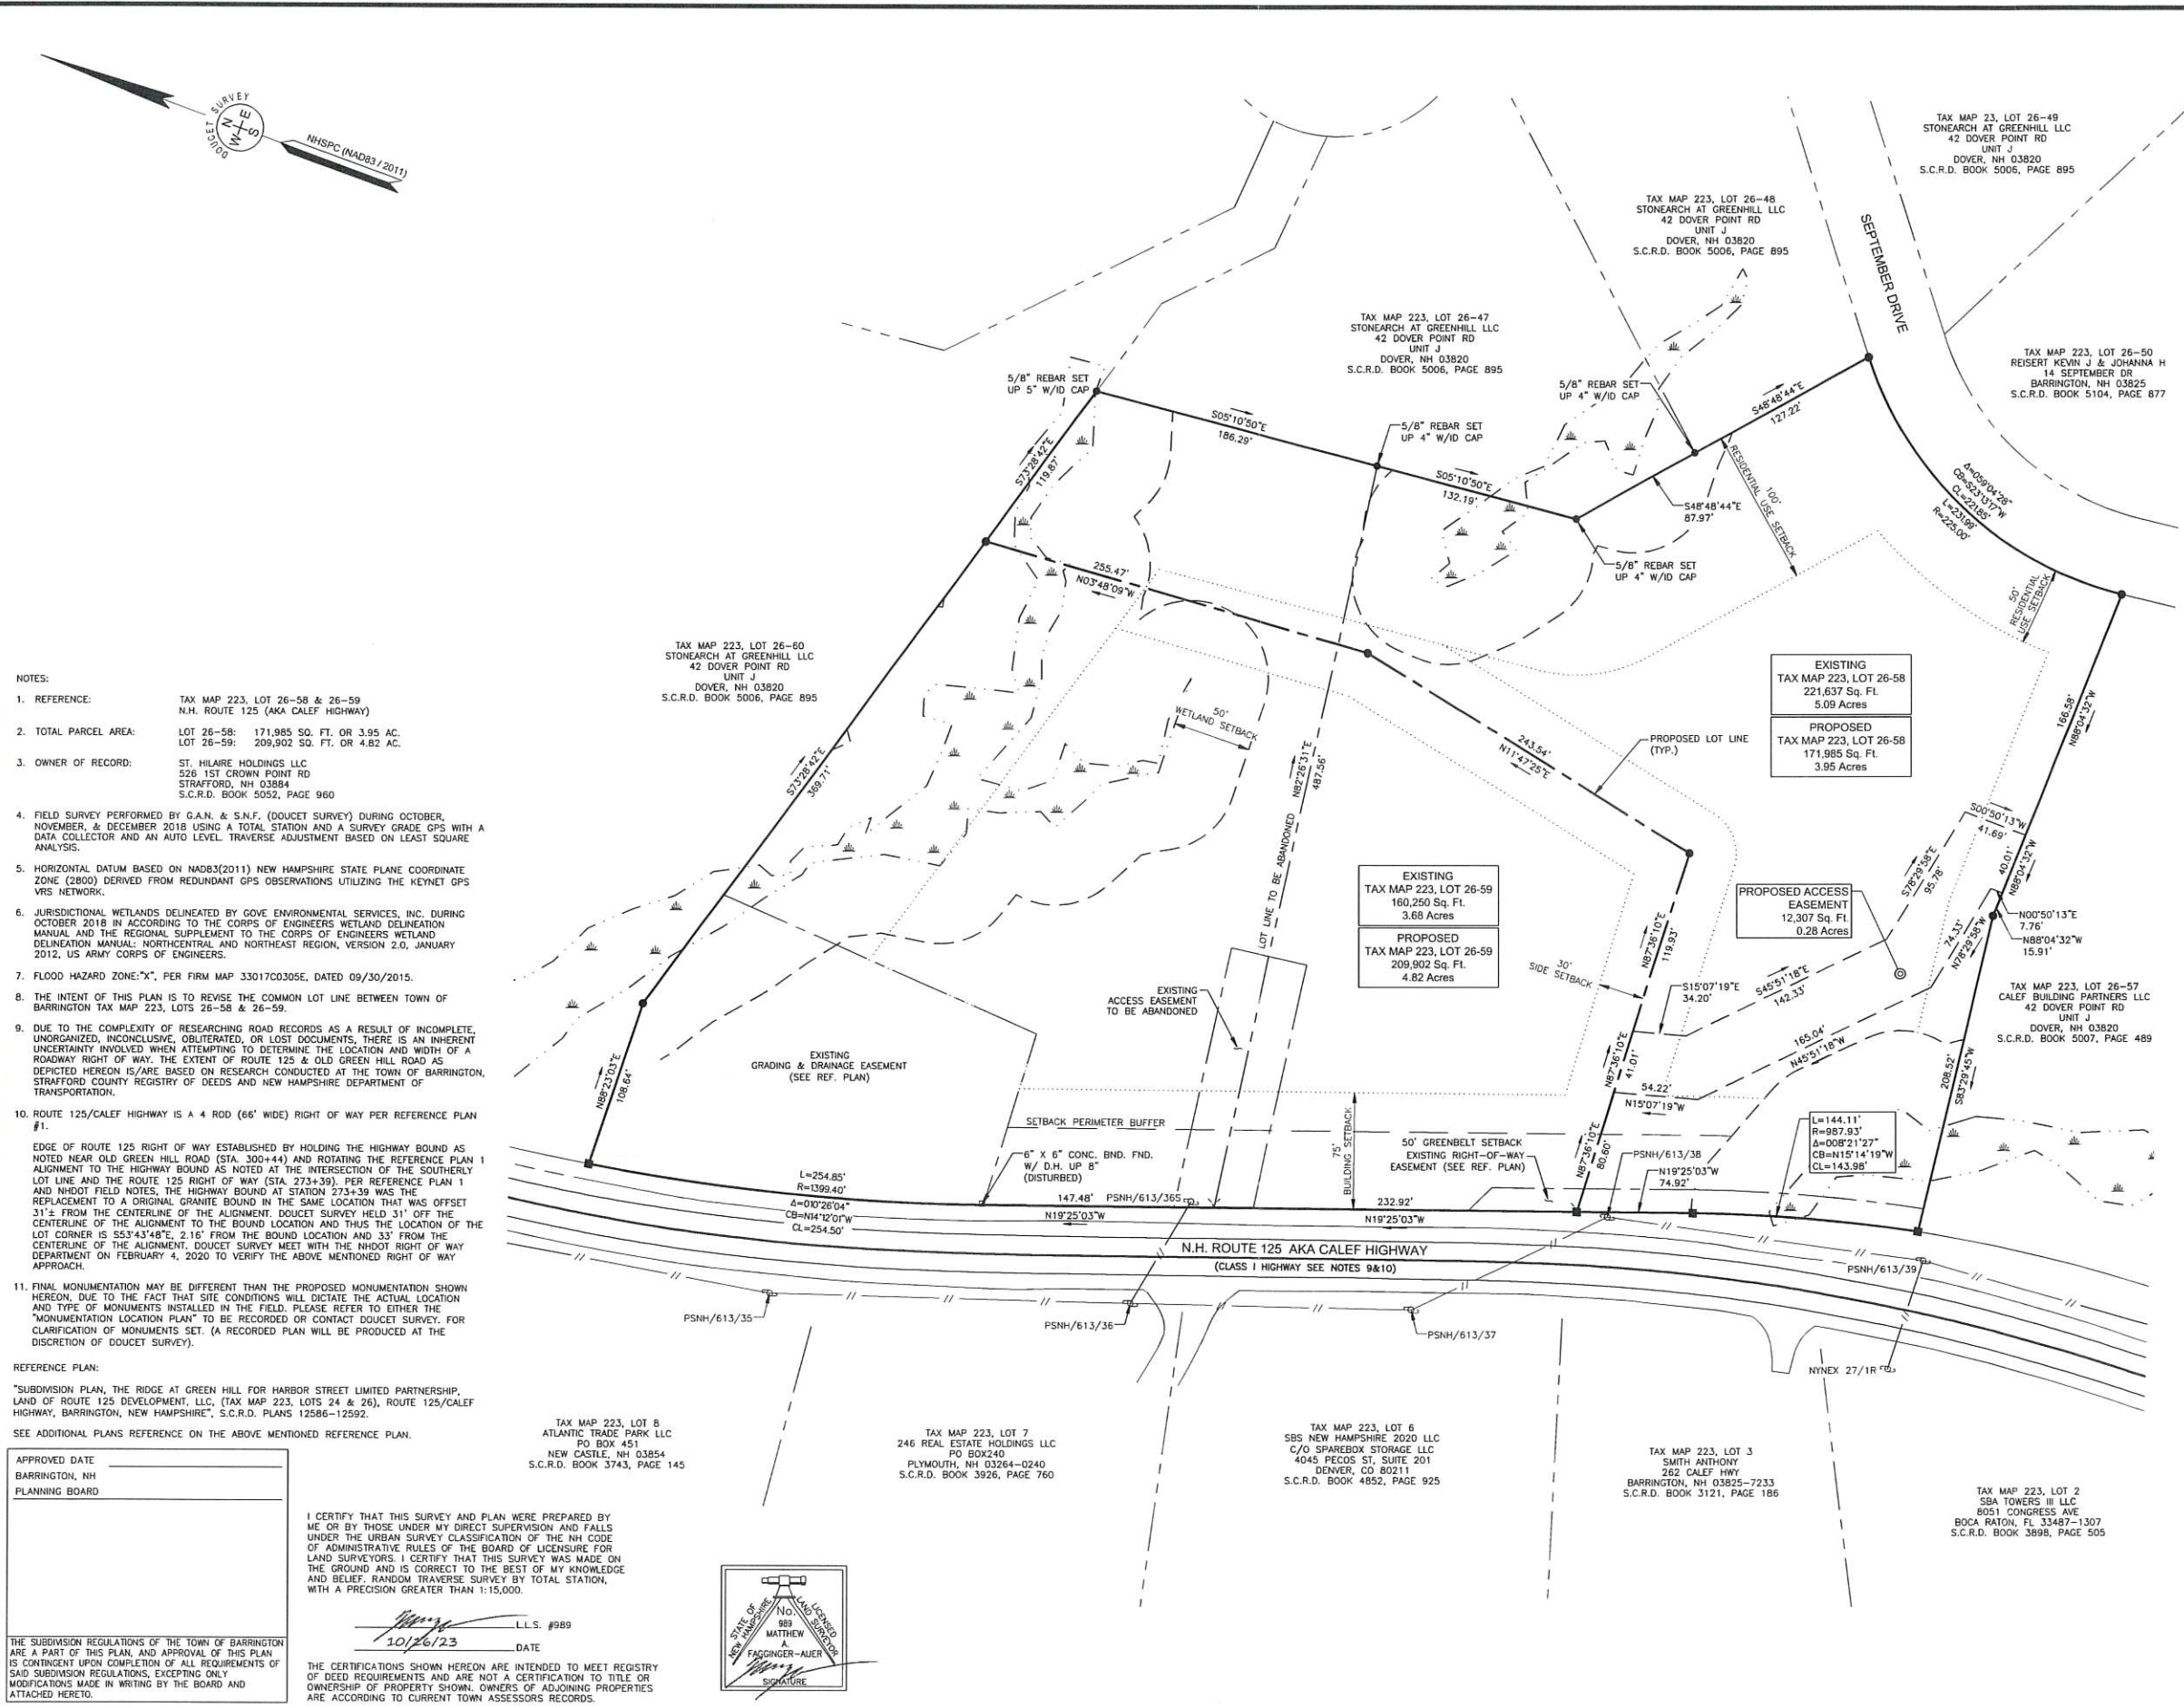 DOUCET SURVEY
N
E
S
W
NHSPC (NAD83 / 2011)
TAX MAP 23, LOT 26-49
STONEARCH AT GREENHILL LLC
42 DOVER POINT RD
UNIT J
DOVER, NH 03820
S.C.R.D. BOOK 5006, PAGE 895
TAX MAP 223, LOT 26-48
STONEARCH AT GREENHILL LLC
42 DOVER POINT RD
UNIT J
DOVER, NH 03820
S.C.R.D. BOOK 5006, PAGE 895
SEPTEMBER DRIVE
TAX MAP 223, LOT 26-47
STONEARCH AT GREENHILL LLC
42 DOVER POINT RD
UNIT J
DOVER, NH 03820
S.C.R.D. BOOK 5006, PAGE 895
TAX MAP 223, LOT 26-50
REISERT KEVIN J & JOHANNA H
14 SEPTEMBER DR
BARRINGTON, NH 03825
S.C.R.D. BOOK 5104, PAGE 877
5/8" REBAR SET
UP 5" W/ID CAP
5/8" REBAR SET
UP 4" W/ID CAP
5/8" REBAR SET
UP 4" W/ID CAP
S48°48'44"E
127.22'
S05°10'50"E
186.29'
S73°28'42"E
119.87'
S05°10'50"E
132.19'
S48°48'44"E
87.97'
100'
RESIDENTIAL USE SETBACK
Δ=059°04'28"
CB=S23°13'17"W
CL=221.85'
L=231.99'
R=225.00'
5/8" REBAR SET
UP 4" W/ID CAP
255.47'
N03°48'09"W
50'
RESIDENTIAL
USE SETBACK
TAX MAP 223, LOT 26-60
STONEARCH AT GREENHILL LLC
42 DOVER POINT RD
UNIT J
DOVER, NH 03820
S.C.R.D. BOOK 5006, PAGE 895
EXISTING
TAX MAP 223, LOT 26-58
221,637 Sq. Ft.
5.09 Acres
PROPOSED
TAX MAP 223, LOT 26-58
171,985 Sq. Ft.
3.95 Acres
166.58'
N88°04'32"W
50'
WETLAND SETBACK
S73°28'42"E
369.71'
N82°26'31"E
487.56'
243.54'
N11°47'25"E
PROPOSED LOT LINE
(TYP.)
LOT LINE TO BE ABANDONED
S00°50'13"W
41.69'
40.01'
N88°04'32"W
S78°29'58"E
95.78'
EXISTING
TAX MAP 223, LOT 26-59
160,250 Sq. Ft.
3.68 Acres
PROPOSED
TAX MAP 223, LOT 26-59
209,902 Sq. Ft.
4.82 Acres
PROPOSED ACCESS
EASEMENT
12,307 Sq. Ft.
0.28 Acres
N00°50'13"E
7.76'
N88°04'32"W
15.91'
74.33'
N78°29'58"W
N87°36'10"E
119.93'
30'
SIDE SETBACK
S15°07'19"E
34.20'
S45°51'18"E
142.33'
TAX MAP 223, LOT 26-57
CALEF BUILDING PARTNERS LLC
42 DOVER POINT RD
UNIT J
DOVER, NH 03820
S.C.R.D. BOOK 5007, PAGE 489
EXISTING
ACCESS EASEMENT
TO BE ABANDONED
EXISTING
GRADING & DRAINAGE EASEMENT
(SEE REF. PLAN)
N88°23'03"E
108.64'
N87°36'10"E
41.01'
165.04'
N45°51'18"W
54.22'
N15°07'19"W
208.52'
S83°29'45"W
SETBACK PERIMETER BUFFER
75'
BUILDING SETBACK
50' GREENBELT SETBACK
EXISTING RIGHT-OF-WAY
EASEMENT (SEE REF. PLAN)
N87°36'10"E
80.60'
L=144.11'
R=987.93'
Δ=008°21'27"
CB=N15°14'19"W
CL=143.98'
PSNH/613/38
N19°25'03"W
74.92'
6" X 6" CONC. BND. FND.
W/ D.H. UP 8"
(DISTURBED)
L=254.85'
R=1399.40'
Δ=010°26'04"
CB=N14°12'01"W
CL=254.50'
147.48'
N19°25'03"W
PSNH/613/36S
232.92'
N19°25'03"W
N.H. ROUTE 125 AKA CALEF HIGHWAY
(CLASS I HIGHWAY SEE NOTES 9&10)
PSNH/613/39
PSNH/613/35
PSNH/613/36
PSNH/613/37
NYNEX 27/1R
TAX MAP 223, LOT 8
ATLANTIC TRADE PARK LLC
PO BOX 451
NEW CASTLE, NH 03854
S.C.R.D. BOOK 3743, PAGE 145
TAX MAP 223, LOT 7
246 REAL ESTATE HOLDINGS LLC
PO BOX240
PLYMOUTH, NH 03264-0240
S.C.R.D. BOOK 3926, PAGE 760
TAX MAP 223, LOT 6
SBS NEW HAMPSHIRE 2020 LLC
C/O SPAREBOX STORAGE LLC
4045 PECOS ST, SUITE 201
DENVER, CO 80211
S.C.R.D. BOOK 4852, PAGE 925
TAX MAP 223, LOT 3
SMITH ANTHONY
262 CALEF HWY
BARRINGTON, NH 03825-7233
S.C.R.D. BOOK 3121, PAGE 186
TAX MAP 223, LOT 2
SBA TOWERS III LLC
8051 CONGRESS AVE
BOCA RATON, FL 33487-1307
S.C.R.D. BOOK 3898, PAGE 505
NOTES:
1. REFERENCE: TAX MAP 223, LOT 26-58 & 26-59
N.H. ROUTE 125 (AKA CALEF HIGHWAY)
2. TOTAL PARCEL AREA: LOT 26-58: 171,985 SQ. FT. OR 3.95 AC.
LOT 26-59: 209,902 SQ. FT. OR 4.82 AC.
3. OWNER OF RECORD: ST. HILAIRE HOLDINGS LLC
526 1ST CROWN POINT RD
STRAFFORD, NH 03884
S.C.R.D. BOOK 5052, PAGE 960
4. FIELD SURVEY PERFORMED BY G.A.N. & S.N.F. (DOUCET SURVEY) DURING OCTOBER,
NOVEMBER, & DECEMBER 2018 USING A TOTAL STATION AND A SURVEY GRADE GPS WITH A
DATA COLLECTOR AND AN AUTO LEVEL. TRAVERSE ADJUSTMENT BASED ON LEAST SQUARE
ANALYSIS.
5. HORIZONTAL DATUM BASED ON NAD83(2011) NEW HAMPSHIRE STATE PLANE COORDINATE
ZONE (2800) DERIVED FROM REDUNDANT GPS OBSERVATIONS UTILIZING THE KEYNET GPS
VRS NETWORK.
6. JURISDICTIONAL WETLANDS DELINEATED BY GOVE ENVIRONMENTAL SERVICES, INC. DURING
OCTOBER 2018 IN ACCORDING TO THE CORPS OF ENGINEERS WETLAND DELINEATION
MANUAL AND THE REGIONAL SUPPLEMENT TO THE CORPS OF ENGINEERS WETLAND
DELINEATION MANUAL: NORTHCENTRAL AND NORTHEAST REGION, VERSION 2.0, JANUARY
2012, US ARMY CORPS OF ENGINEERS.
7. FLOOD HAZARD ZONE:"X", PER FIRM MAP 33017C0305E, DATED 09/30/2015.
8. THE INTENT OF THIS PLAN IS TO REVISE THE COMMON LOT LINE BETWEEN TOWN OF
BARRINGTON TAX MAP 223, LOTS 26-58 & 26-59.
9. DUE TO THE COMPLEXITY OF RESEARCHING ROAD RECORDS AS A RESULT OF INCOMPLETE,
UNORGANIZED, INCONCLUSIVE, OBLITERATED, OR LOST DOCUMENTS, THERE IS AN INHERENT
UNCERTAINTY INVOLVED WHEN ATTEMPTING TO DETERMINE THE LOCATION AND WIDTH OF A
ROADWAY RIGHT OF WAY. THE EXTENT OF ROUTE 125 & OLD GREEN HILL ROAD AS
DEPICTED HEREON IS/ARE BASED ON RESEARCH CONDUCTED AT THE TOWN OF BARRINGTON,
STRAFFORD COUNTY REGISTRY OF DEEDS AND NEW HAMPSHIRE DEPARTMENT OF
TRANSPORTATION.
10. ROUTE 125/CALEF HIGHWAY IS A 4 ROD (66' WIDE) RIGHT OF WAY PER REFERENCE PLAN
#1.
EDGE OF ROUTE 125 RIGHT OF WAY ESTABLISHED BY HOLDING THE HIGHWAY BOUND AS
NOTED NEAR OLD GREEN HILL ROAD (STA. 300+44) AND ROTATING THE REFERENCE PLAN 1
ALIGNMENT TO THE HIGHWAY BOUND AS NOTED AT THE INTERSECTION OF THE SOUTHERLY
LOT LINE AND THE ROUTE 125 RIGHT OF WAY (STA. 273+39). PER REFERENCE PLAN 1
AND NHDOT FIELD NOTES, THE HIGHWAY BOUND AT STATION 273+39 WAS THE
REPLACEMENT TO A ORIGINAL GRANITE BOUND IN THE SAME LOCATION THAT WAS OFFSET
31'± FROM THE CENTERLINE OF THE ALIGNMENT. DOUCET SURVEY HELD 31' OFF THE
CENTERLINE OF THE ALIGNMENT TO THE BOUND LOCATION AND THUS THE LOCATION OF THE
LOT CORNER IS S53°43'48"E, 2.16' FROM THE BOUND LOCATION AND 33' FROM THE
CENTERLINE OF THE ALIGNMENT. DOUCET SURVEY MEET WITH THE NHDOT RIGHT OF WAY
DEPARTMENT ON FEBRUARY 4, 2020 TO VERIFY THE ABOVE MENTIONED RIGHT OF WAY
APPROACH.
11. FINAL MONUMENTATION MAY BE DIFFERENT THAN THE PROPOSED MONUMENTATION SHOWN
HEREON, DUE TO THE FACT THAT SITE CONDITIONS WILL DICTATE THE ACTUAL LOCATION
AND TYPE OF MONUMENTS INSTALLED IN THE FIELD. PLEASE REFER TO EITHER THE
"MONUMENTATION LOCATION PLAN" TO BE RECORDED OR CONTACT DOUCET SURVEY. FOR
CLARIFICATION OF MONUMENTS SET. (A RECORDED PLAN WILL BE PRODUCED AT THE
DISCRETION OF DOUCET SURVEY).
REFERENCE PLAN:
"SUBDIVISION PLAN, THE RIDGE AT GREEN HILL FOR HARBOR STREET LIMITED PARTNERSHIP,
LAND OF ROUTE 125 DEVELOPMENT, LLC, (TAX MAP 223, LOTS 24 & 26), ROUTE 125/CALEF
HIGHWAY, BARRINGTON, NEW HAMPSHIRE", S.C.R.D. PLANS 12586-12592.
SEE ADDITIONAL PLANS REFERENCE ON THE ABOVE MENTIONED REFERENCE PLAN.
APPROVED DATE
BARRINGTON, NH
PLANNING BOARD
THE SUBDIVISION REGULATIONS OF THE TOWN OF BARRINGTON
ARE A PART OF THIS PLAN, AND APPROVAL OF THIS PLAN
IS CONTINGENT UPON COMPLETION OF ALL REQUIREMENTS OF
SAID SUBDIVISION REGULATIONS, EXCEPTING ONLY
MODIFICATIONS MADE IN WRITING BY THE BOARD AND
ATTACHED HERETO.
I CERTIFY THAT THIS SURVEY AND PLAN WERE PREPARED BY
ME OR BY THOSE UNDER MY DIRECT SUPERVISION AND FALLS
UNDER THE URBAN SURVEY CLASSIFICATION OF THE NH CODE
OF ADMINISTRATIVE RULES OF THE BOARD OF LICENSURE FOR
LAND SURVEYORS. I CERTIFY THAT THIS SURVEY WAS MADE ON
THE GROUND AND IS CORRECT TO THE BEST OF MY KNOWLEDGE
AND BELIEF. RANDOM TRAVERSE SURVEY BY TOTAL STATION,
WITH A PRECISION GREATER THAN 1:15,000.
L.L.S. #989
10/26/23 DATE
THE CERTIFICATIONS SHOWN HEREON ARE INTENDED TO MEET REGISTRY
OF DEED REQUIREMENTS AND ARE NOT A CERTIFICATION TO TITLE OR
OWNERSHIP OF PROPERTY SHOWN. OWNERS OF ADJOINING PROPERTIES
ARE ACCORDING TO CURRENT TOWN ASSESSORS RECORDS.
STATE OF
NEW HAMPSHIRE
LICENSED
LAND SURVEYOR
No.
989
MATTHEW
A.
FAGGINGER-AUER
SIGNATURE